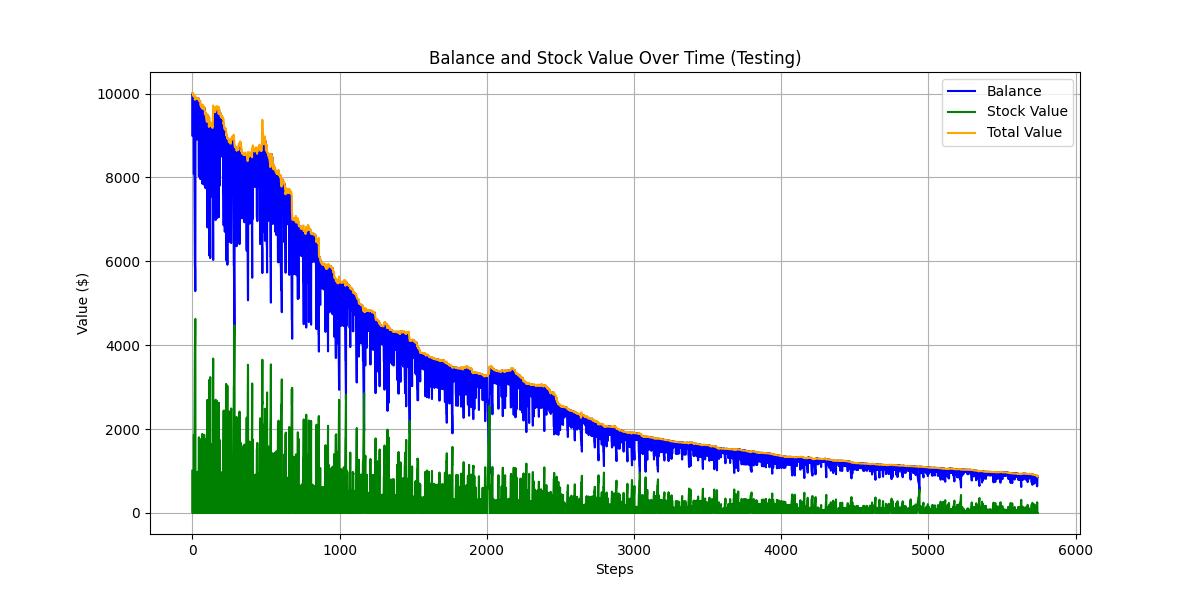 Balance and Stock Value Over Time (Testing)
Balance
Stock Value
Total Value
Value ($)
10000
8000
6000
4000
2000
0
0 1000 2000 3000 4000 5000 6000
Steps